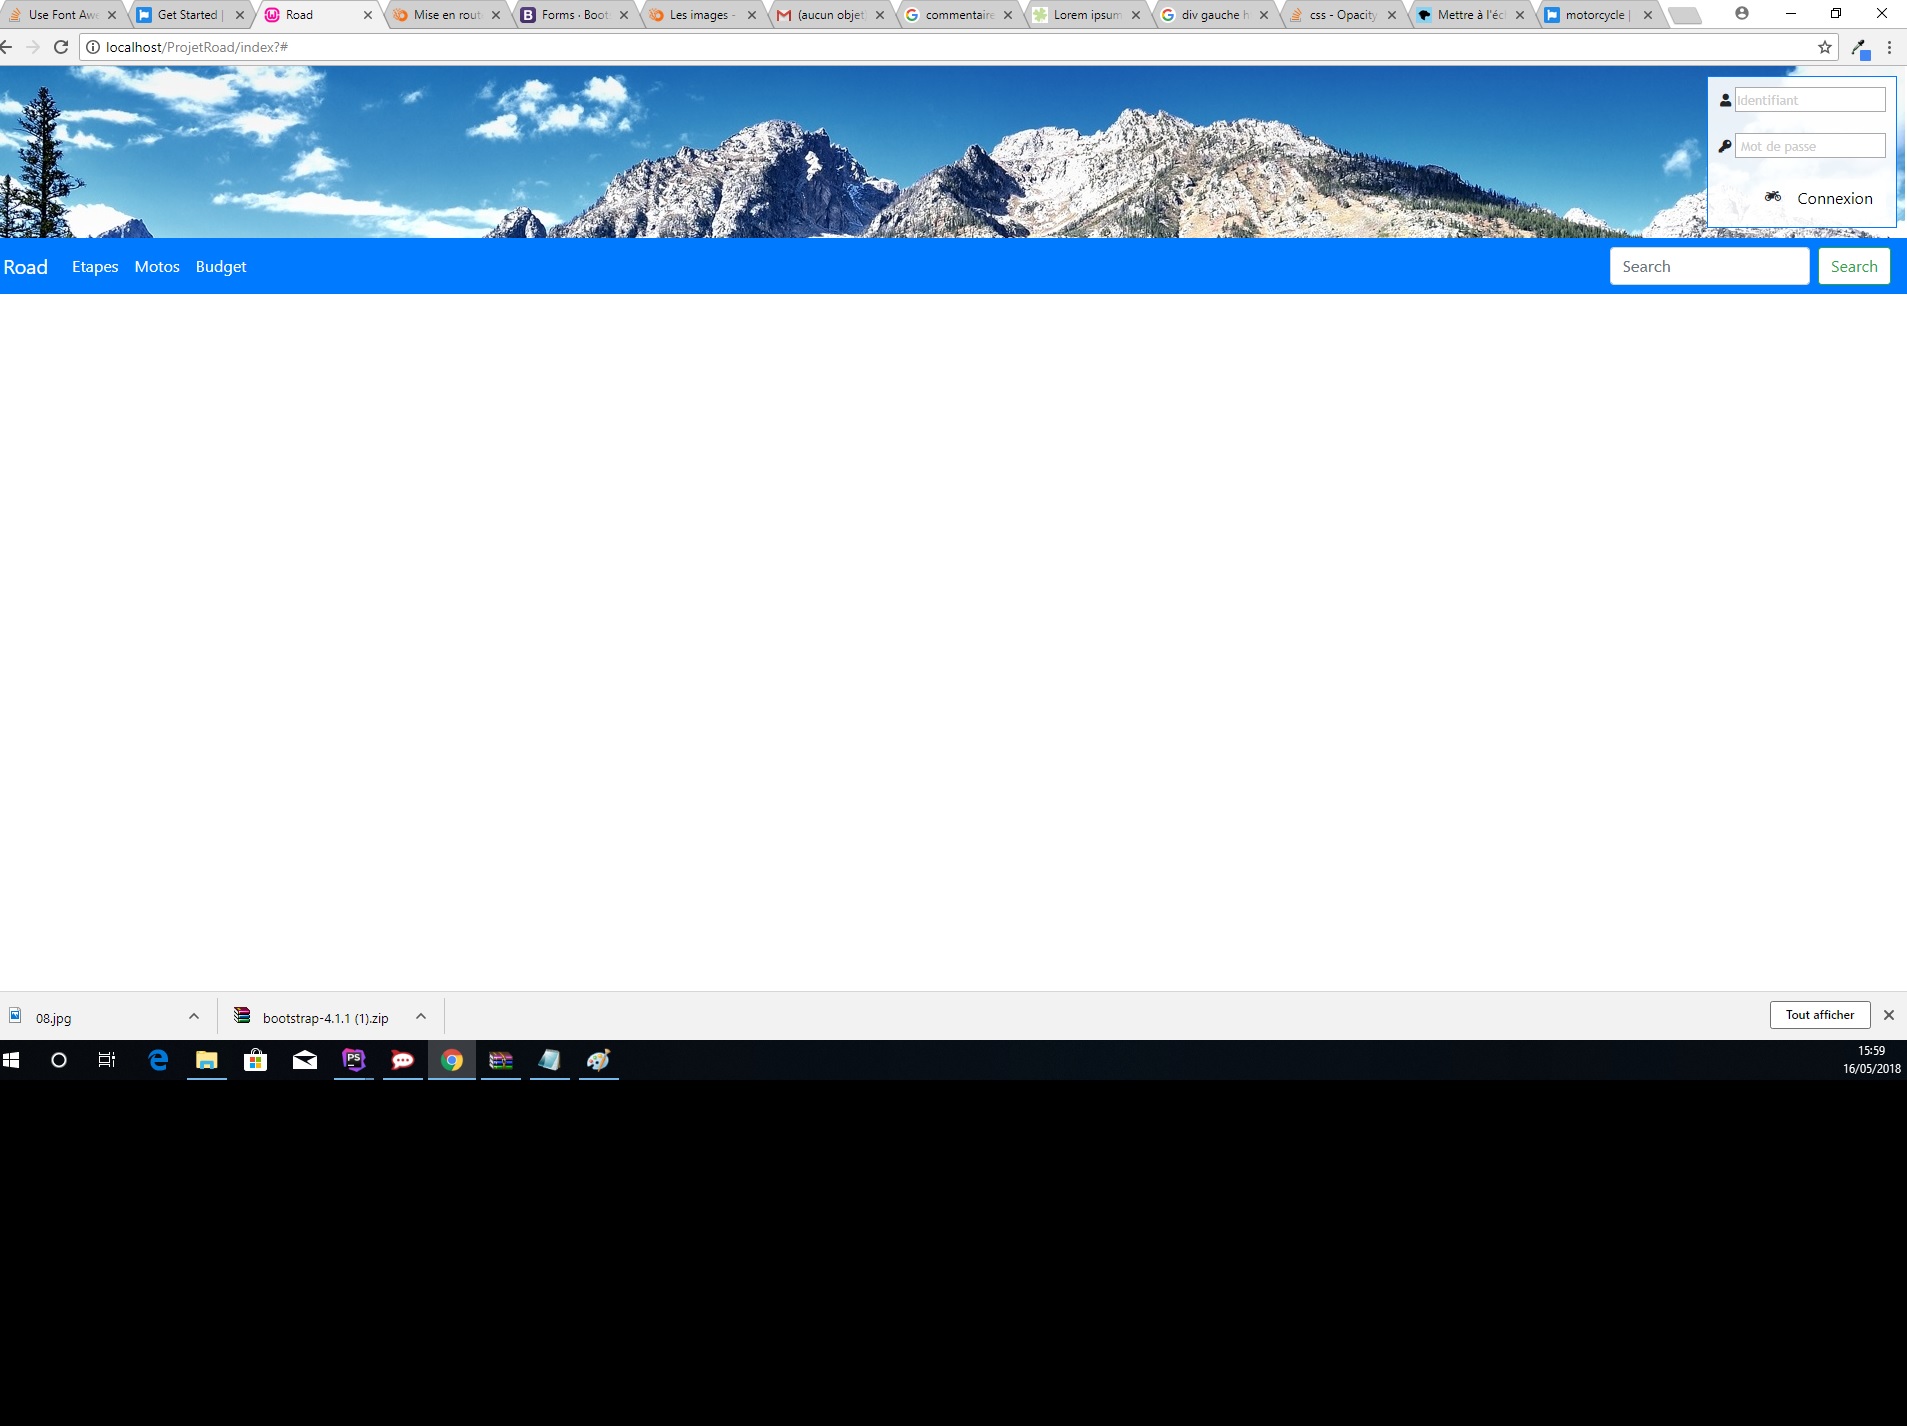 Use Font Aw
Get Started |
Road
Mise en rout
Forms · Boot
Les images -
(aucun objet
commentaire
Lorem ipsum
div gauche h
css - Opacity
Mettre à l'écl
motorcycle |
localhost/ProjetRoad/index?#
Identifiant
Mot de passe
Connexion
Road Etapes Motos Budget
Search Search
08.jpg
bootstrap-4.1.1 (1).zip
Tout afficher
15:59
16/05/2018